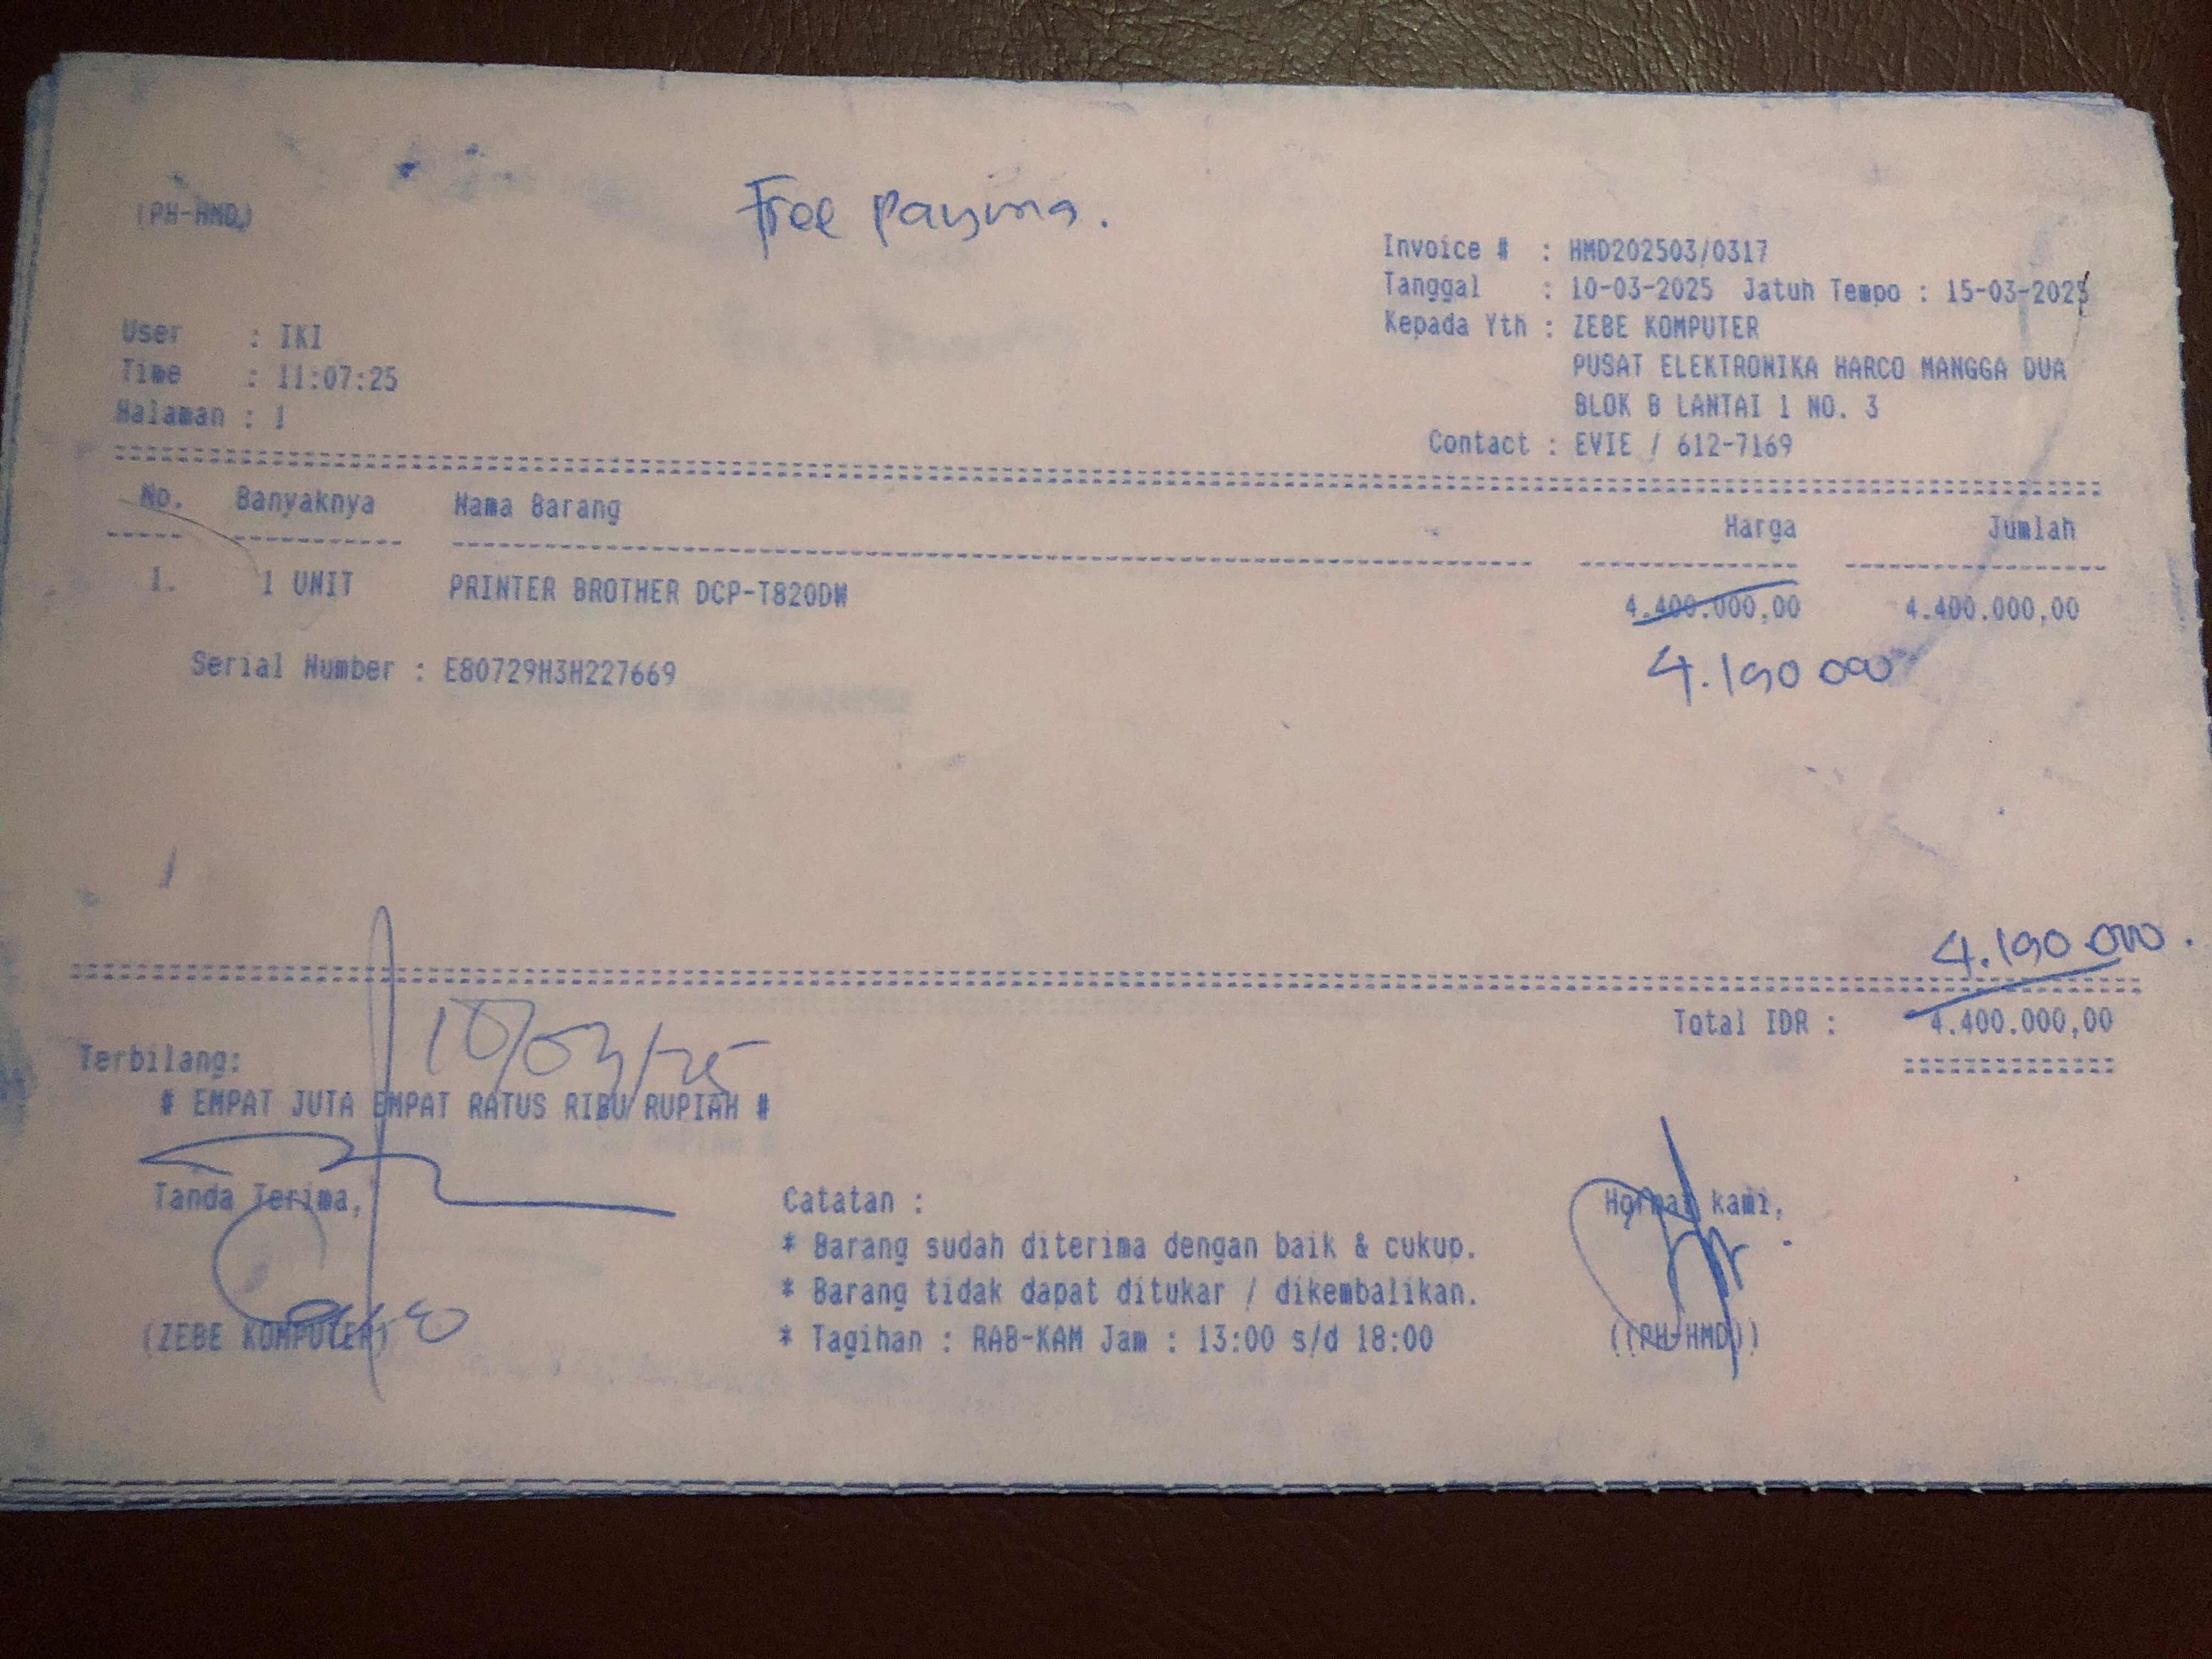 (PH-HMD)
Free
Invoice # : HMD202503/0317
Tanggal : 10-03-2025 Jatuh Tempo : 15-03-2025
User : IKI
Kepada Yth : ZEBE KOMPUTER
Time : 11:07:25
PUSAT ELEKTRONIKA HARCO MANGGA DUA
Halaman : 1
BLOK B LANTAI 1 NO. 3
Contact : EVIE / 612-7169
No. Banyaknya Nama Barang Harga Jumlah
1. 1 UNIT PRINTER BROTHER DCP-T820DW 4.400.000,00 4.400.000,00
Serial Number : E80729H3H227669
4.190 000
4.190 000.
Total IDR : 4.400.000,00
10/03/25
Terbilang:
# EMPAT JUTA EMPAT RATUS RIBU RUPIAH #
Tanda Terima, Catatan : Hormat kami,
* Barang sudah diterima dengan baik & cukup.
* Barang tidak dapat ditukar / dikembalikan.
(ZEBE KOMPUTER) * Tagihan : RAB-KAM Jam : 13:00 s/d 18:00 ((PH-HMD))